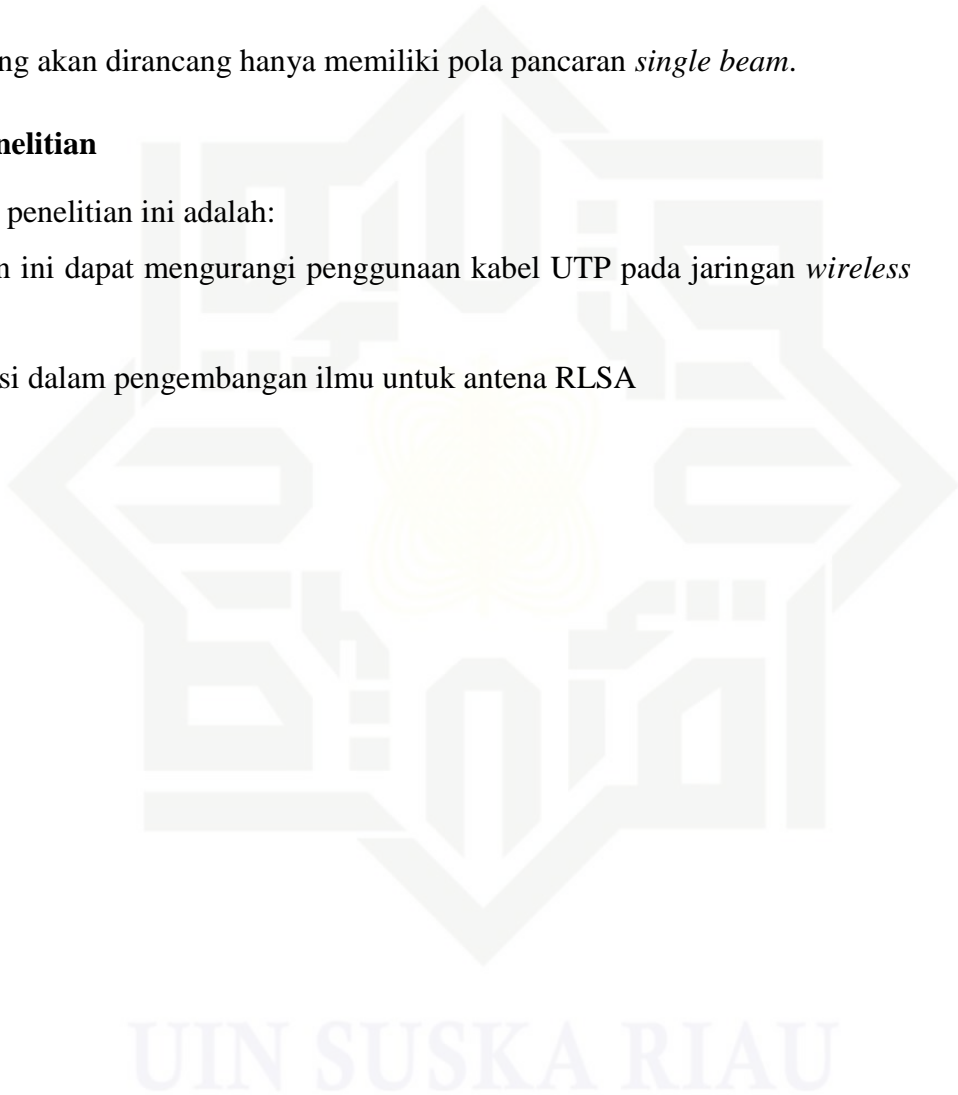 ng akan dirancang hanya memiliki pola pancaran single beam.
nelitian
penelitian ini adalah:
n ini dapat mengurangi penggunaan kabel UTP pada jaringan wireless
si dalam pengembangan ilmu untuk antena RLSA
UIN SUSKA RIAU